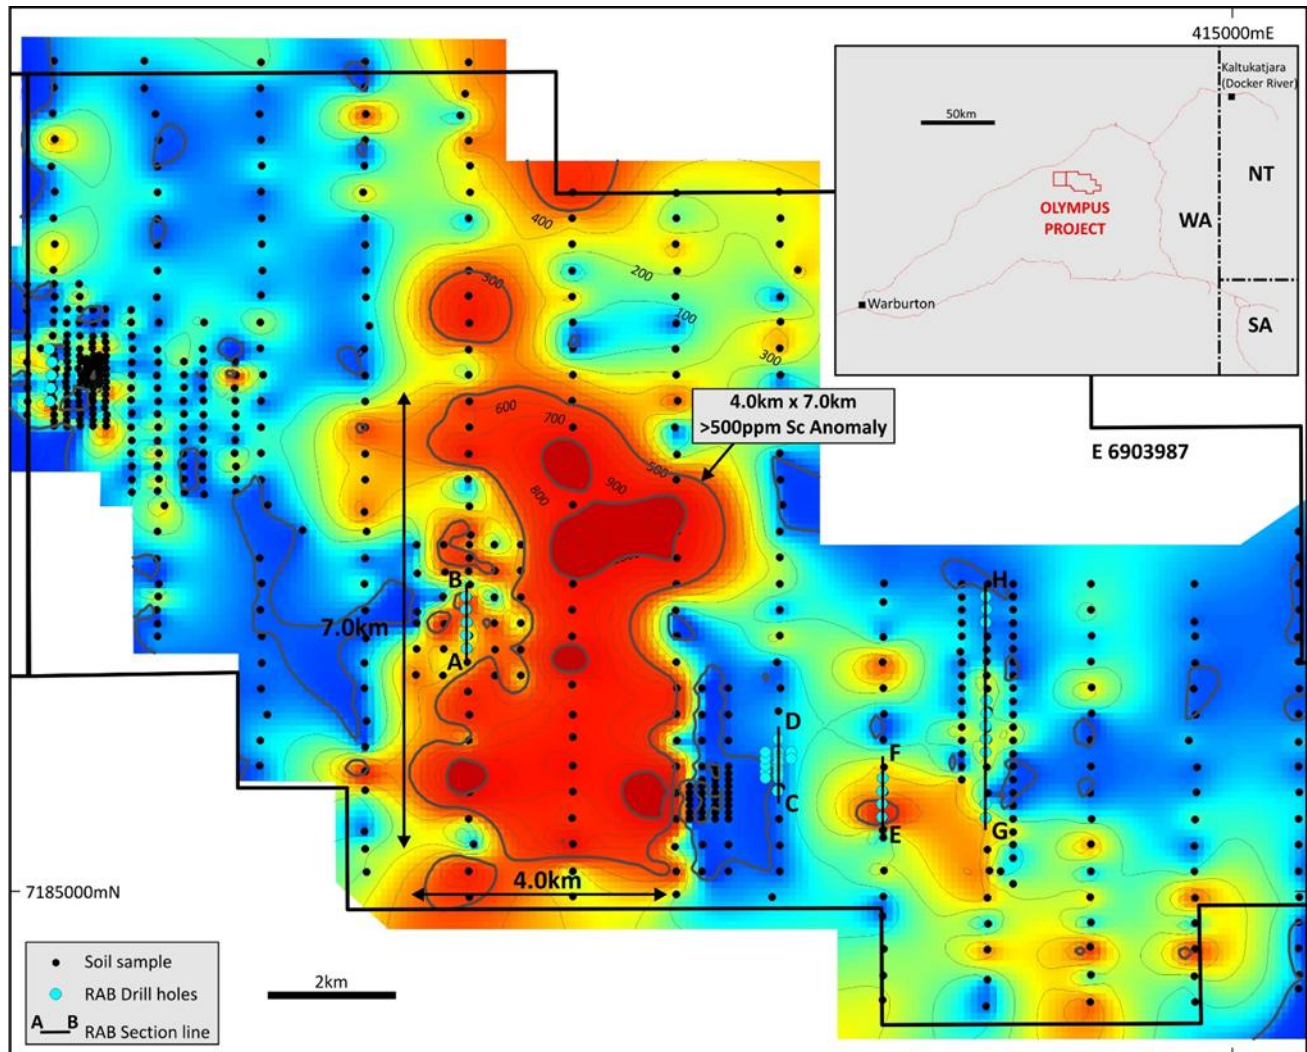 415000mE
Kaltukatjara
(Docker River)
50km
NT
OLYMPUS
PROJECT
WA
Warburton
SA
400
500
200
100
300
4.0km x 7.0km
>500ppm Sc Anomaly
600
700
E 6903987
500
900
800
B
H
7.0km
A
D
F
C
E
G
4.0km
7185000mN
Soil sample
RAB Drill holes
A B
RAB Section line
2km